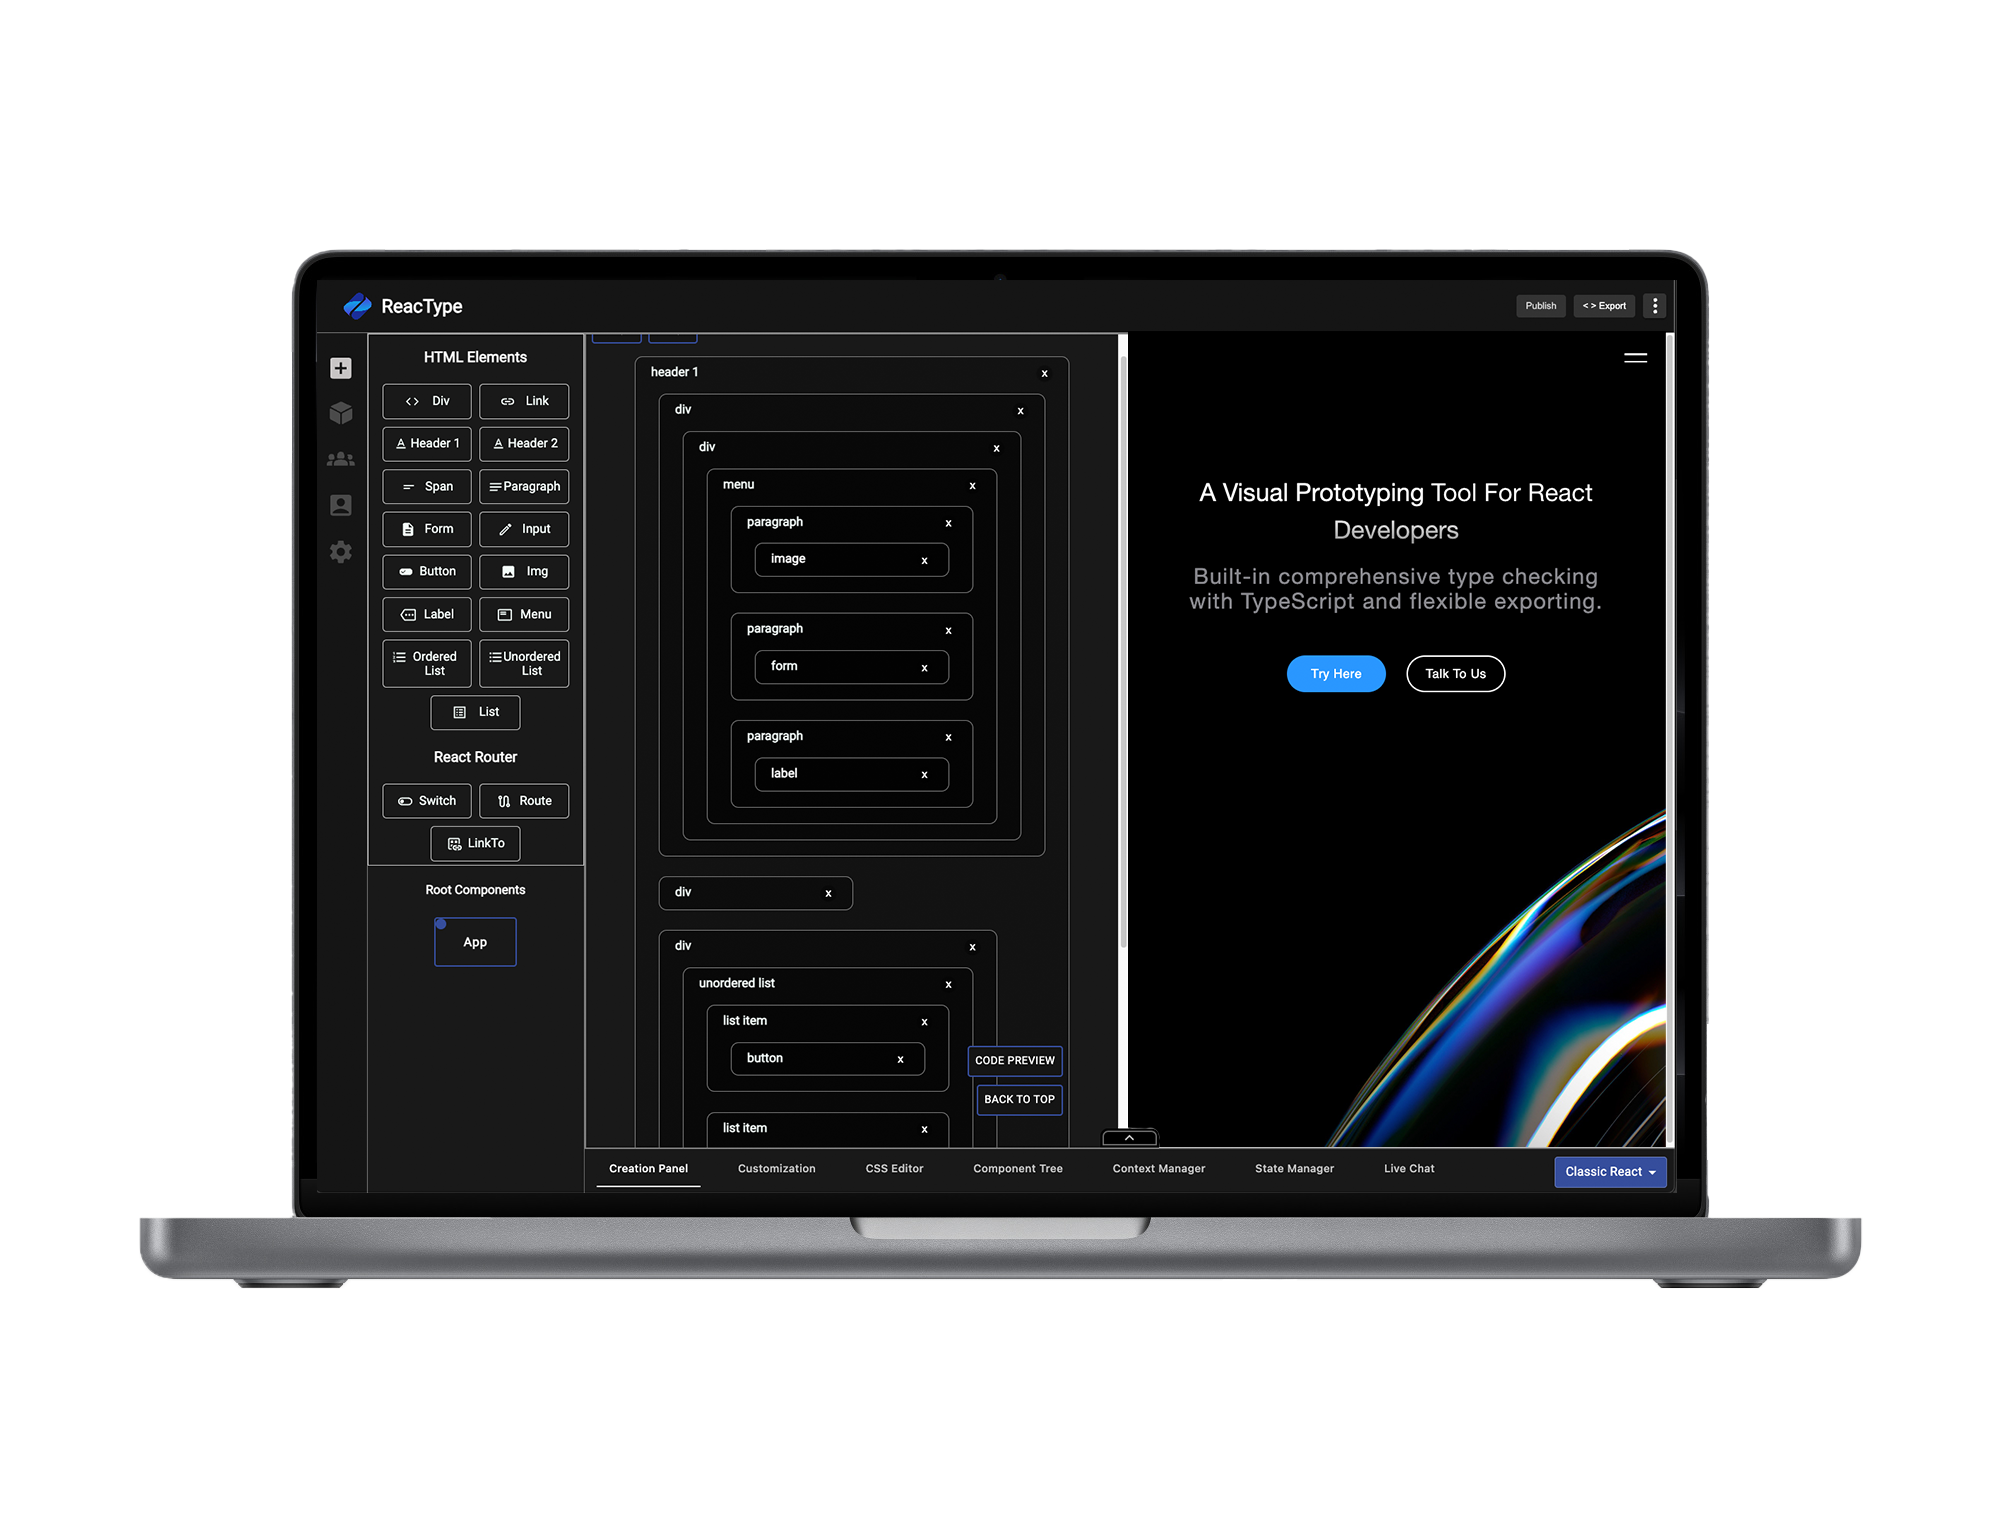 ReacType
Publish
< > Export
HTML Elements
Div
Link
Header 1
Header 2
Span
Paragraph
Form
Input
Button
Img
Label
Menu
Ordered
List
Unordered
List
List
React Router
Switch
Route
LinkTo
Root Components
App
header 1 x
div x
div x
menu x
paragraph x
image x
paragraph x
form x
paragraph x
label x
div x
div x
unordered list x
list item x
button x
list item x
CODE PREVIEW
BACK TO TOP
A Visual Prototyping Tool For React
Developers
Built-in comprehensive type checking
with TypeScript and flexible exporting.
Try Here
Talk To Us
Creation Panel
Customization
CSS Editor
Component Tree
Context Manager
State Manager
Live Chat
Classic React